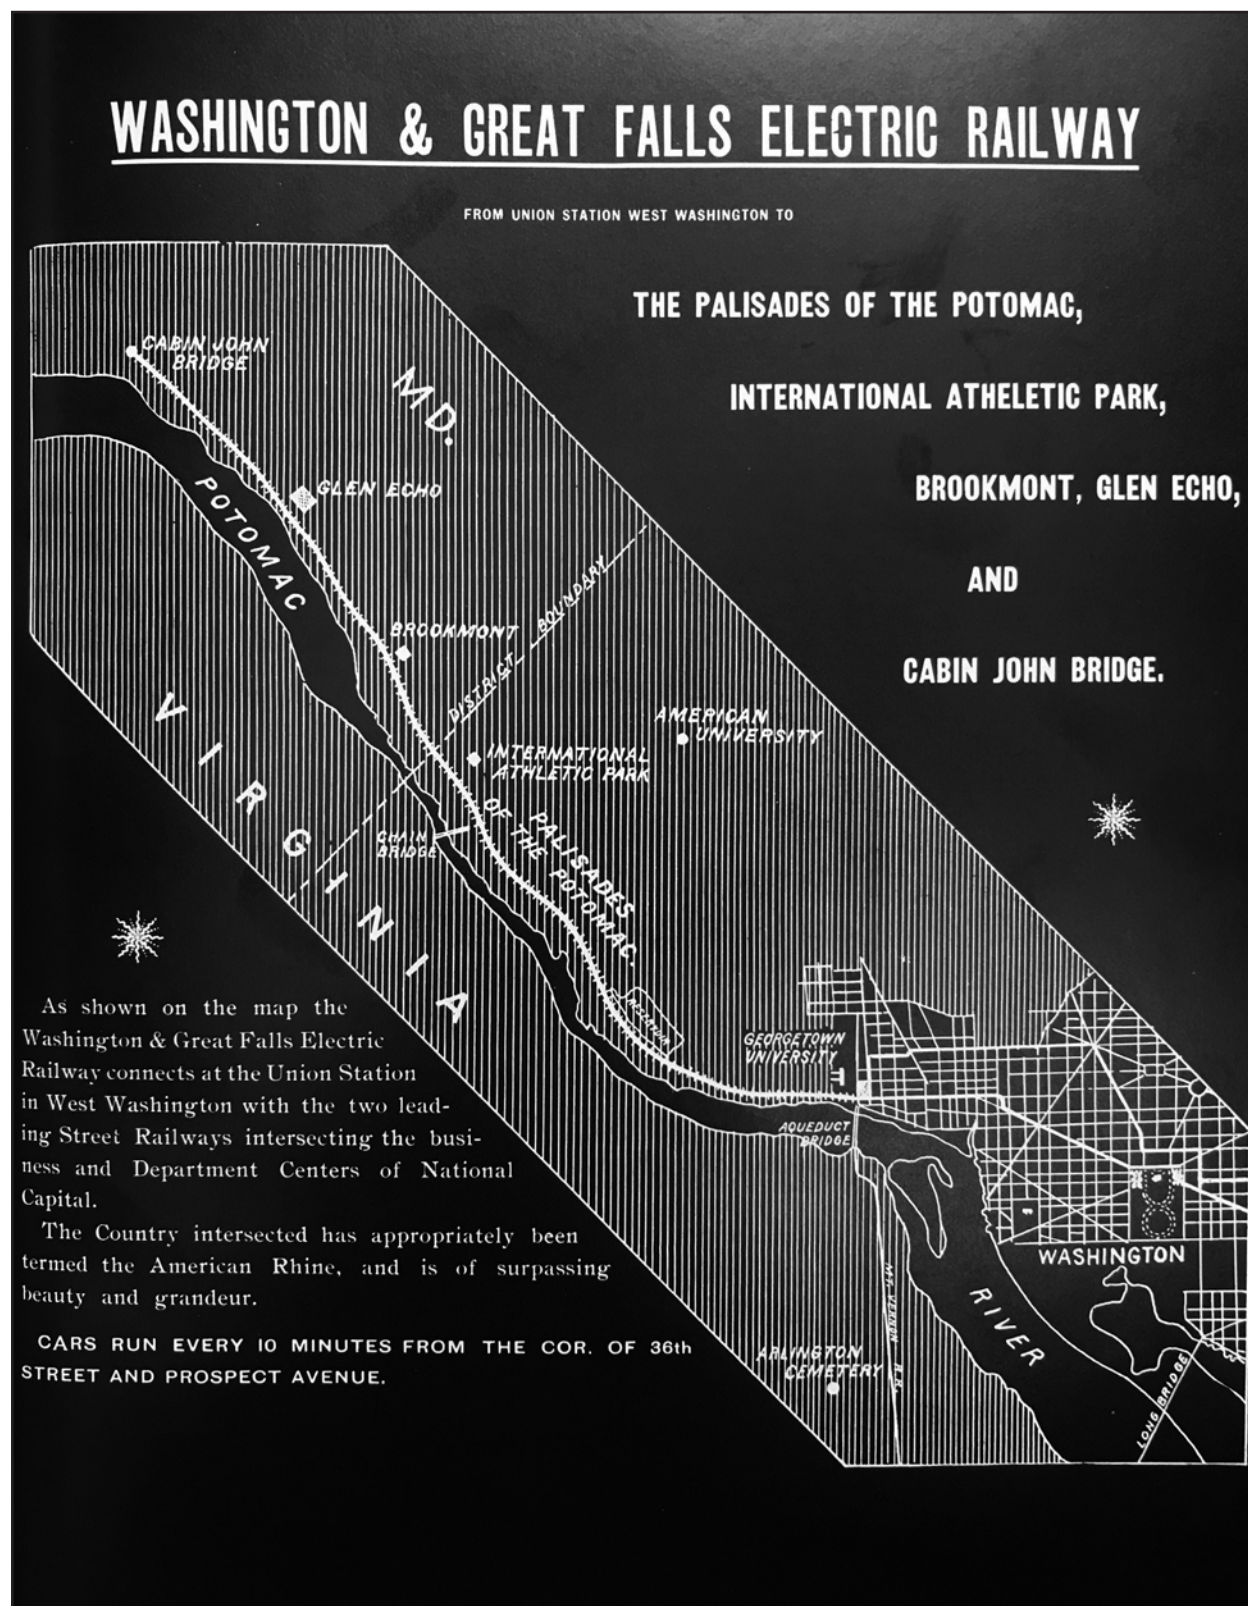 WASHINGTON & GREAT FALLS ELECTRIC RAILWAY
FROM UNION STATION WEST WASHINGTON TO
THE PALISADES OF THE POTOMAC,
INTERNATIONAL ATHELETIC PARK,
BROOKMONT, GLEN ECHO,
AND
CABIN JOHN BRIDGE.
CABIN JOHN
BRIDGE
MD.
GLEN ECHO
POTOMAC
BROOKMONT
DISTRICT BOUNDARY
VIRGINIA
AMERICAN
UNIVERSITY
INTERNATIONAL
ATHLETIC PARK
CHAIN
BRIDGE
PALISADES
OF THE POTOMAC.
RESERVOIR
GEORGETOWN
UNIVERSITY
AQUEDUCT
BRIDGE
WASHINGTON
RIVER
MT. VERNON R.R.
ARLINGTON
CEMETERY
LONG BRIDGE
As shown on the map the
Washington & Great Falls Electric
Railway connects at the Union Station
in West Washington with the two lead-
ing Street Railways intersecting the busi-
ness and Department Centers of National
Capital.
The Country intersected has appropriately been
termed the American Rhine, and is of surpassing
beauty and grandeur.
CARS RUN EVERY 10 MINUTES FROM THE COR. OF 36th
STREET AND PROSPECT AVENUE.